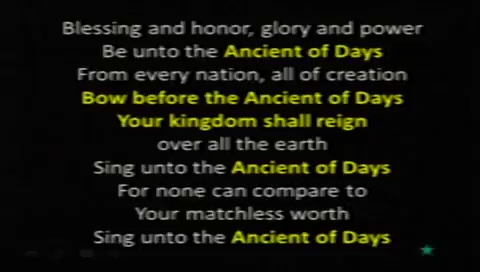 Blessing and honor, glory and power
Be unto the Ancient of Days
From every nation, all of creation
Bow before the Ancient of Days
Your kingdom shall reign
over all the earth
Sing unto the Ancient of Days
For none can compare to
Your matchless worth
Sing unto the Ancient of Days